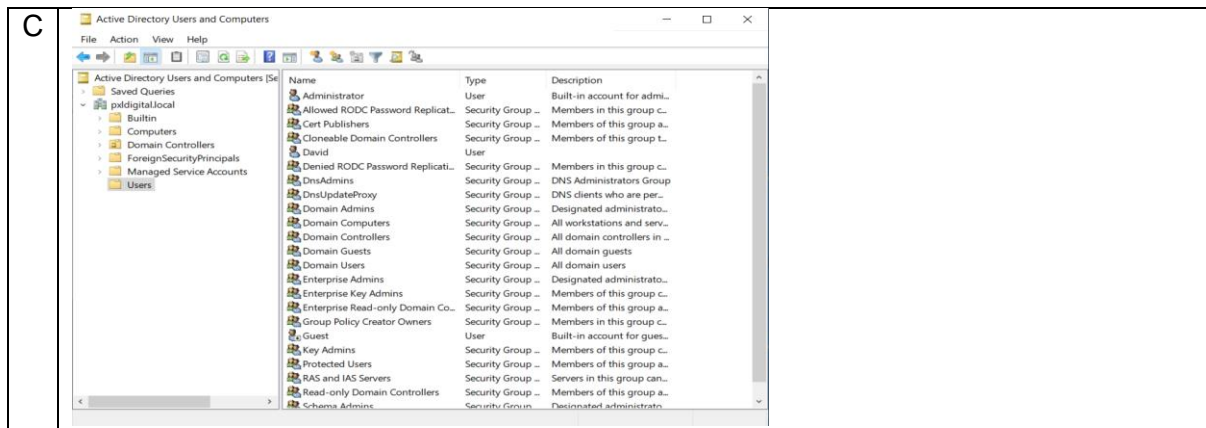 C
Active Directory Users and Computers
File Action View Help
Active Directory Users and Computers [Se
Saved Queries
pxldigital.local
Builtin
Computers
Domain Controllers
ForeignSecurityPrincipals
Managed Service Accounts
Users
Name Type Description
Administrator User Built-in account for admi...
Allowed RODC Password Replicat... Security Group ... Members in this group c...
Cert Publishers Security Group ... Members of this group a...
Cloneable Domain Controllers Security Group ... Members of this group t...
David User
Denied RODC Password Replicati... Security Group ... Members in this group c...
DnsAdmins Security Group ... DNS Administrators Group
DnsUpdateProxy Security Group ... DNS clients who are per...
Domain Admins Security Group ... Designated administrato...
Domain Computers Security Group ... All workstations and serv...
Domain Controllers Security Group ... All domain controllers in ...
Domain Guests Security Group ... All domain guests
Domain Users Security Group ... All domain users
Enterprise Admins Security Group ... Designated administrato...
Enterprise Key Admins Security Group ... Members of this group c...
Enterprise Read-only Domain Co... Security Group ... Members of this group a...
Group Policy Creator Owners Security Group ... Members in this group c...
Guest User Built-in account for gues...
Key Admins Security Group ... Members of this group c...
Protected Users Security Group ... Members of this group a...
RAS and IAS Servers Security Group ... Servers in this group can...
Read-only Domain Controllers Security Group ... Members of this group a...
Schema Admins Security Group Designated administrato